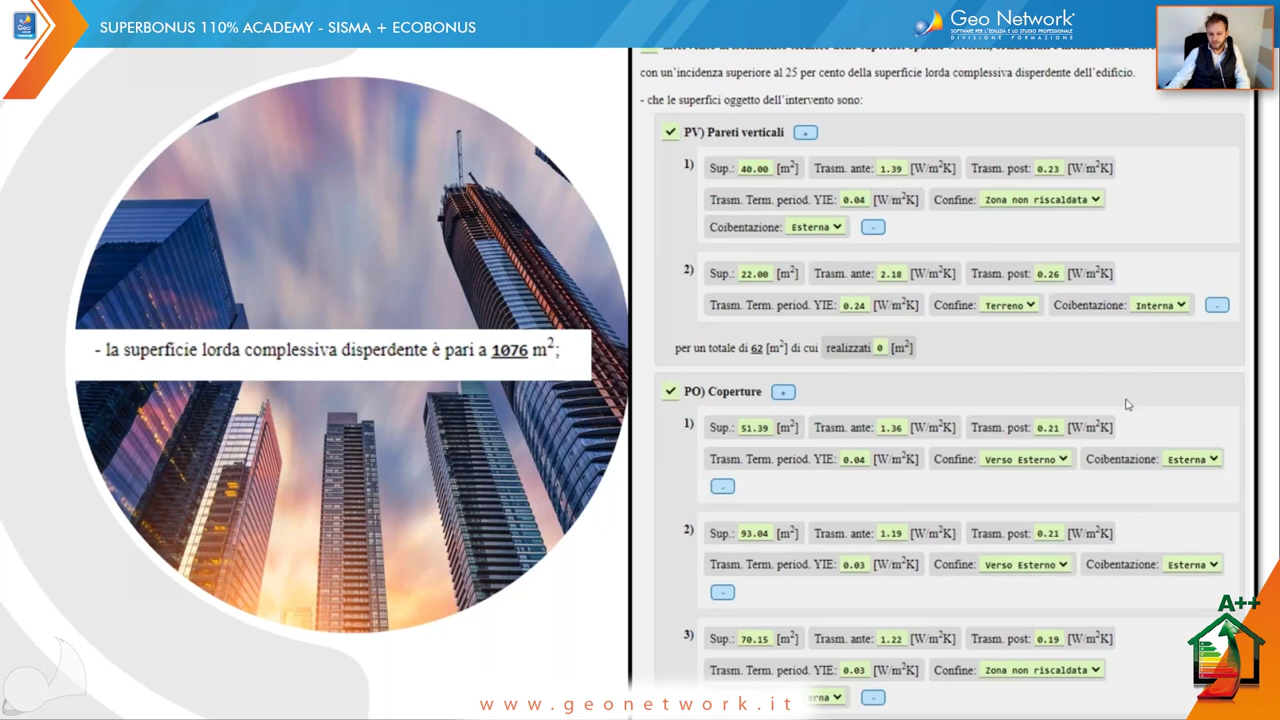 SUPERBONUS 110% ACADEMY - SISMA + ECOBONUS
Geo Network
SOFTWARE PER L'EDILIZIA E LO STUDIO PROFESSIONALE
DIVISIONE FORMAZIONE
- la superficie lorda complessiva disperdente è pari a 1076 m²;
con un'incidenza superiore al 25 per cento della superficie lorda complessiva disperdente dell'edificio.
- che le superfici oggetto dell'intervento sono:
PV) Pareti verticali +
1) Sup.: 40.00 [m²] Trasm. ante: 1.39 [W/m²K] Trasm. post: 0.23 [W/m²K]
Trasm. Term. period. YIE: 0.04 [W/m²K] Confine: Zona non riscaldata
Coibentazione: Esterna -
2) Sup.: 22.00 [m²] Trasm. ante: 2.18 [W/m²K] Trasm. post: 0.26 [W/m²K]
Trasm. Term. period. YIE: 0.24 [W/m²K] Confine: Terreno Coibentazione: Interna -
per un totale di 62 [m²] di cui realizzati 0 [m²]
PO) Coperture +
1) Sup.: 51.39 [m²] Trasm. ante: 1.36 [W/m²K] Trasm. post: 0.21 [W/m²K]
Trasm. Term. period. YIE: 0.04 [W/m²K] Confine: Verso Esterno Coibentazione: Esterna
-
2) Sup.: 93.04 [m²] Trasm. ante: 1.19 [W/m²K] Trasm. post: 0.21 [W/m²K]
Trasm. Term. period. YIE: 0.03 [W/m²K] Confine: Verso Esterno Coibentazione: Esterna
-
3) Sup.: 70.15 [m²] Trasm. ante: 1.22 [W/m²K] Trasm. post: 0.19 [W/m²K]
Trasm. Term. period. YIE: 0.03 [W/m²K] Confine: Zona non riscaldata
-
A++
www.geonetwork.it